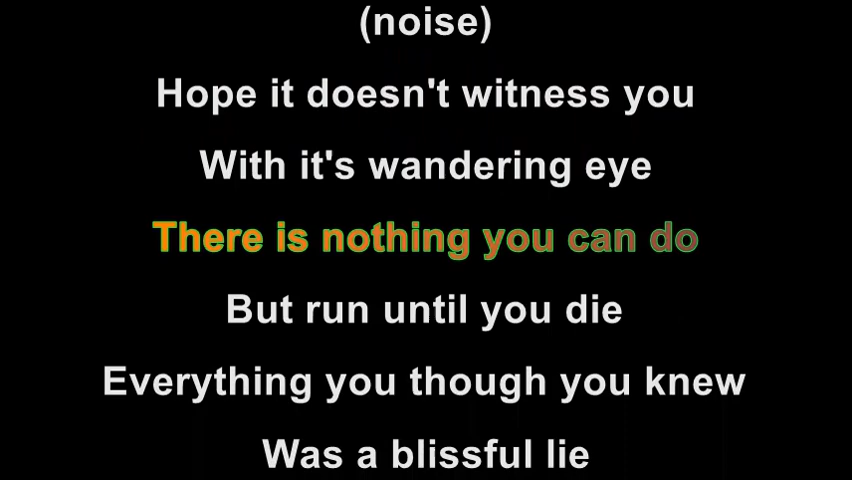 (noise)
Hope it doesn't witness you
With it's wandering eye
There is nothing you can do
But run until you die
Everything you though you knew
Was a blissful lie